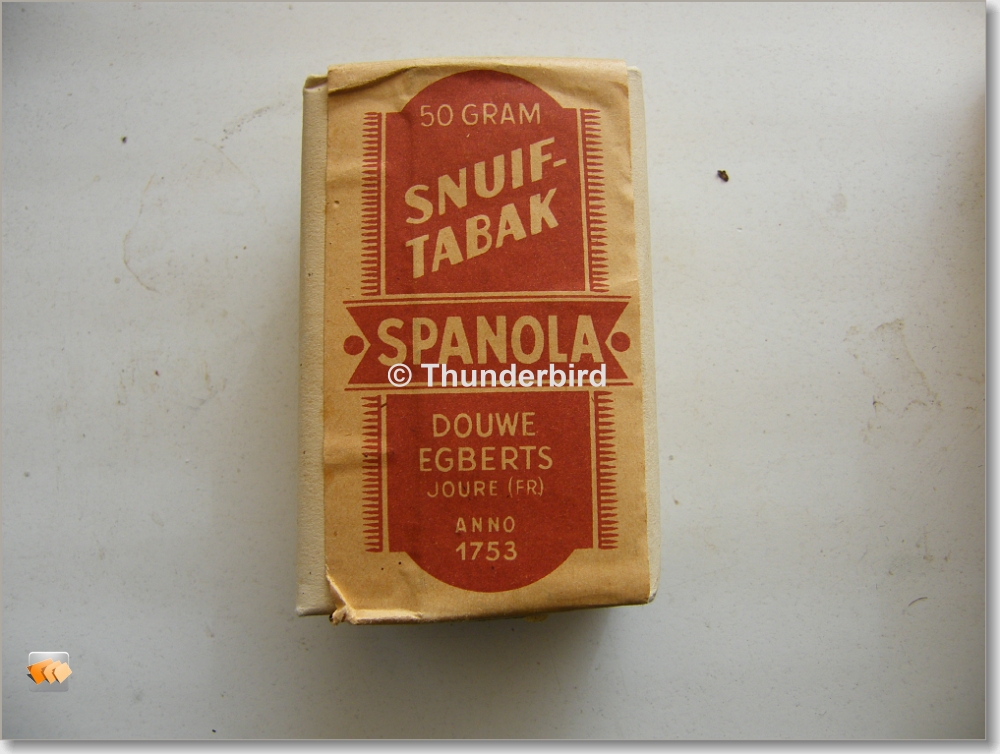 50 GRAM
SNUIF-
TABAK
SPANOLA
© Thunderbird
DOUWE
EGBERTS
JOURE (FR)
ANNO
1753